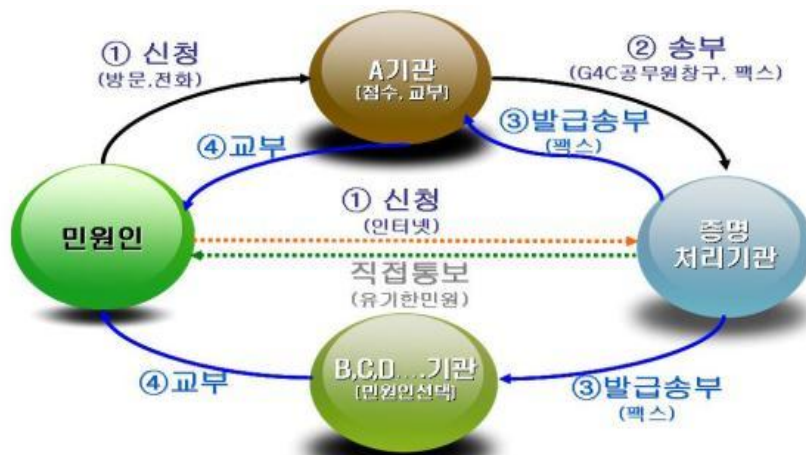 ① 신청
(방문,전화)
A기관
[접수, 교부]
② 송부
(G4C공무원창구, 팩스)
③발급송부
(팩스)
④교부
① 신청
(인터넷)
민원인
증명
처리기관
직접통보
(유기한민원)
B,C,D....기관
[민원인선택]
④교부
③발급송부
(팩스)